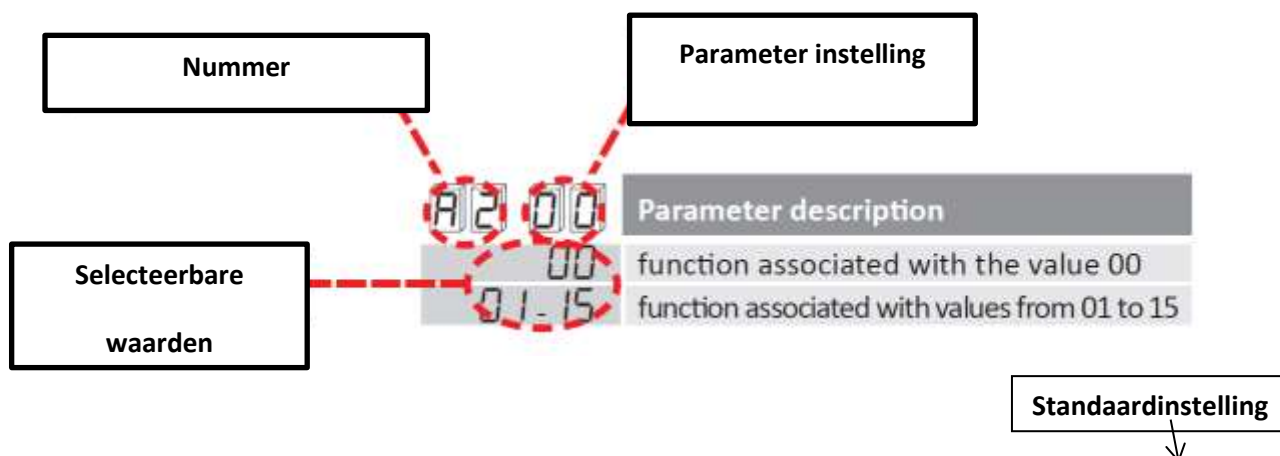 Nummer
Parameter instelling
A2 00 Parameter description
00 function associated with the value 00
01-15 function associated with values from 01 to 15
Selecteerbare
waarden
Standaardinstelling